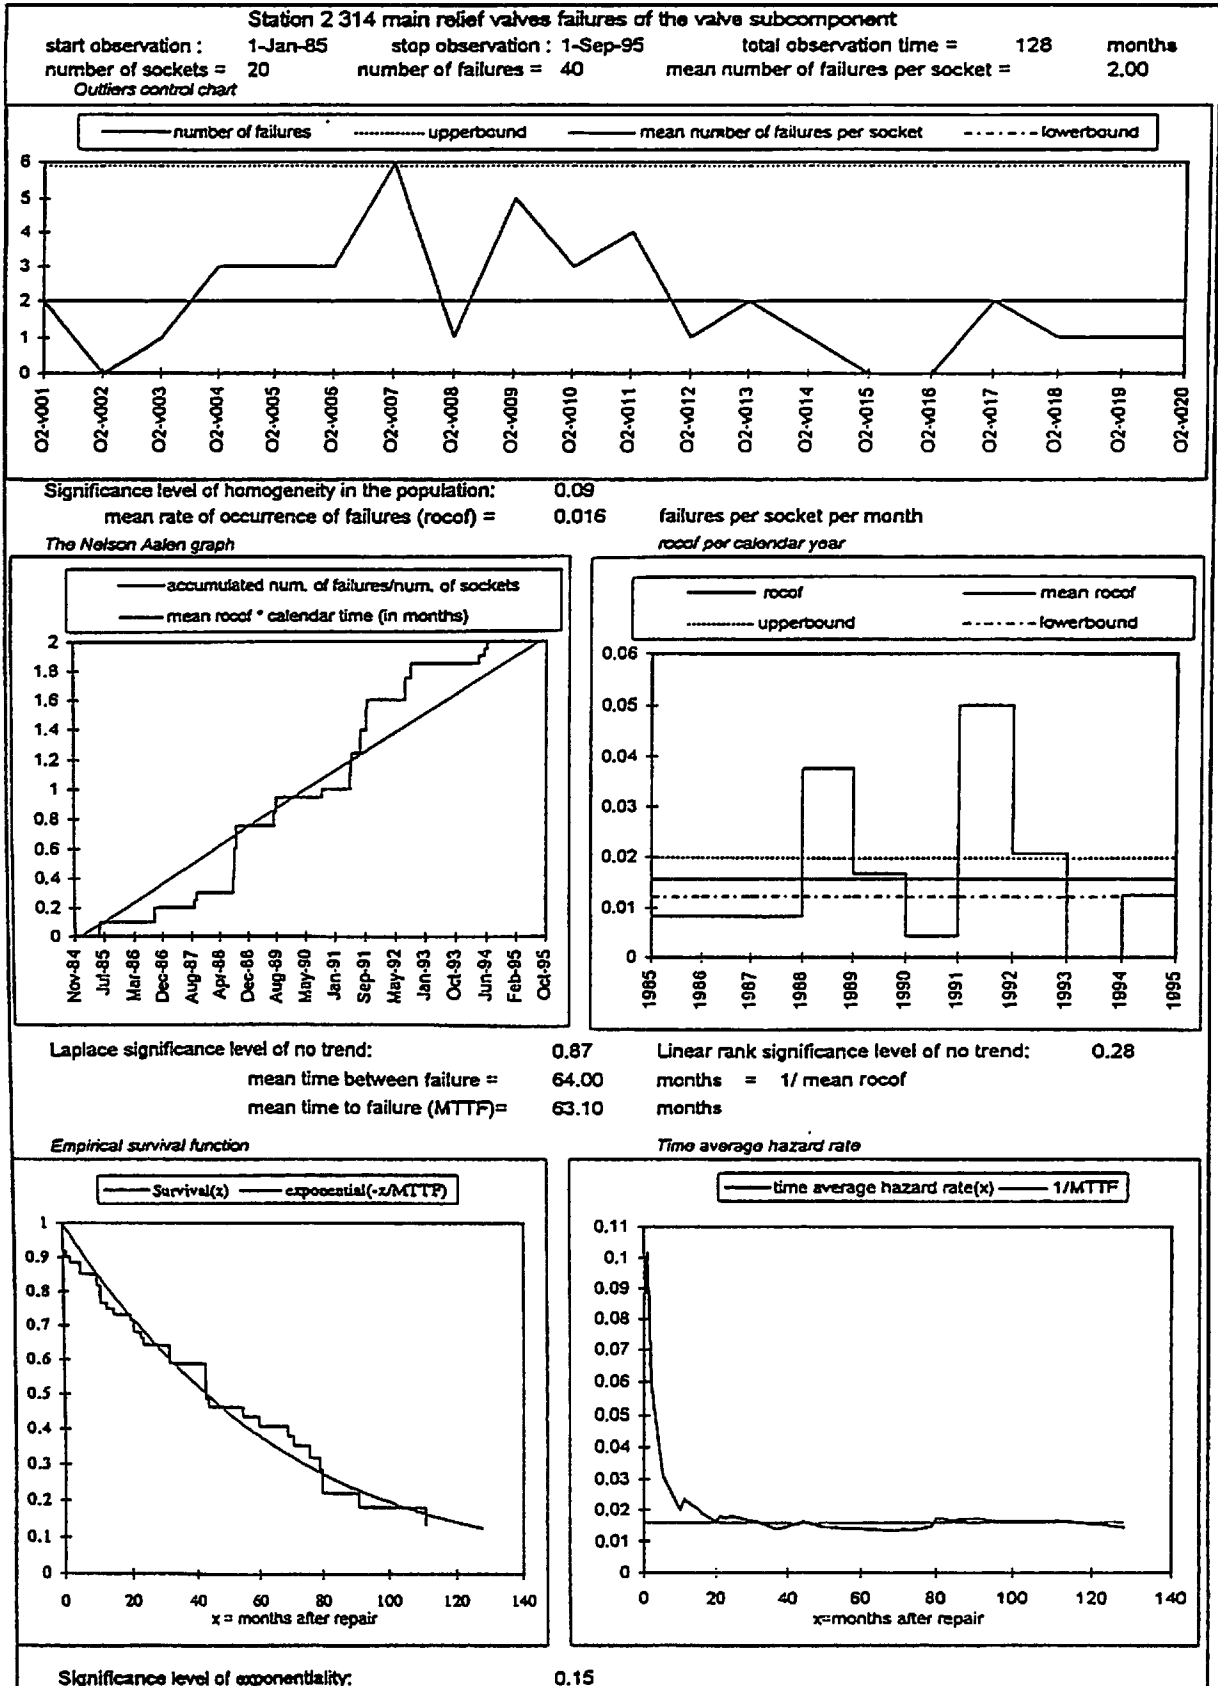 Station 2 314 main relief valves failures of the valve subcomponent
start observation : 1-Jan-85 stop observation : 1-Sep-95 total observation time = 128 months
number of sockets = 20 number of failures = 40 mean number of failures per socket = 2.00
Outliers control chart
number of failures upperbound mean number of failures per socket lowerbound
6
5
4
3
2
1
0
O2-v001 O2-v002 O2-v003 O2-v004 O2-v005 O2-v006 O2-v007 O2-v008 O2-v009 O2-v010 O2-v011 O2-v012 O2-v013 O2-v014 O2-v015 O2-v016 O2-v017 O2-v018 O2-v019 O2-v020
Significance level of homogeneity in the population: 0.09
mean rate of occurrence of failures (rocof) = 0.016 failures per socket per month
The Nelson Aalen graph
accumulated num. of failures/num. of sockets
mean rocof * calendar time (in months)
2
1.8
1.6
1.4
1.2
1
0.8
0.6
0.4
0.2
0
Nov-84 Jul-85 Mar-86 Dec-86 Aug-87 Apr-88 Dec-88 Aug-89 May-90 Jan-91 Sep-91 May-92 Jan-93 Oct-93 Jun-94 Feb-95 Oct-95
rocof per calendar year
rocof mean rocof
upperbound lowerbound
0.06
0.05
0.04
0.03
0.02
0.01
0
1985 1986 1987 1988 1989 1990 1991 1992 1993 1994 1995
Laplace significance level of no trend: 0.87 Linear rank significance level of no trend: 0.28
mean time between failure = 64.00 months = 1/ mean rocof
mean time to failure (MTTF)= 63.10 months
Empirical survival function
Survival(x) exponential(-x/MTTF)
1
0.9
0.8
0.7
0.6
0.5
0.4
0.3
0.2
0.1
0
0 20 40 60 80 100 120 140
x = months after repair
Time average hazard rate
time average hazard rate(x) 1/MTTF
0.11
0.1
0.09
0.08
0.07
0.06
0.05
0.04
0.03
0.02
0.01
0
0 20 40 60 80 100 120 140
x=months after repair
Significance level of exponentiality: 0.15